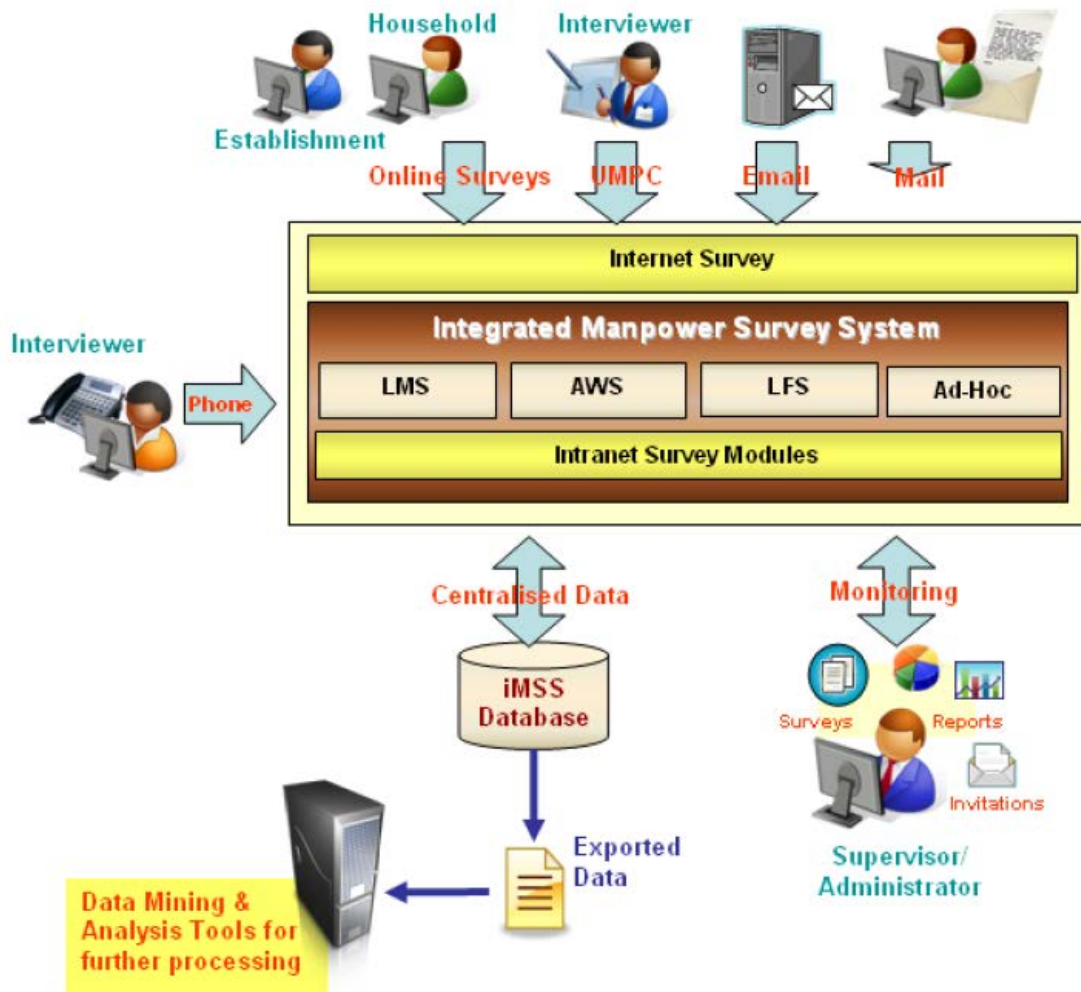 Household
Interviewer
Establishment
Online Surveys
UMPC
Email
Mail
Internet Survey
Integrated Manpower Survey System
LMS
AWS
LFS
Ad-Hoc
Intranet Survey Modules
Interviewer
Phone
Centralised Data
Monitoring
iMSS
Database
Surveys
Reports
Invitations
Supervisor/
Administrator
Exported
Data
Data Mining &
Analysis Tools for
further processing